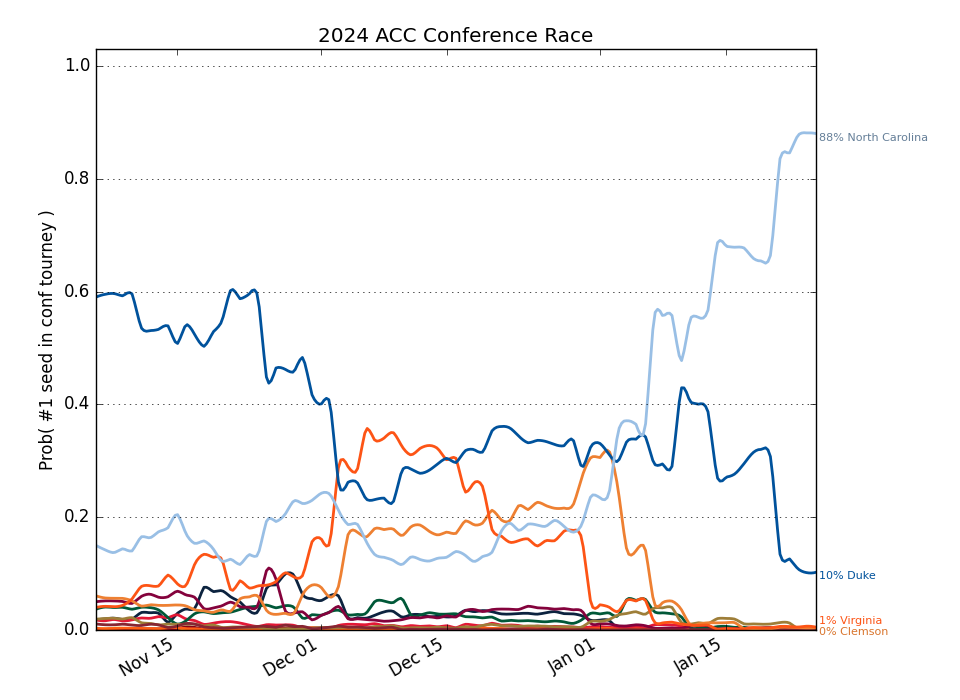 2024 ACC Conference Race
Prob( #1 seed in conf tourney )
1.0
0.8
0.6
0.4
0.2
0.0
88% North Carolina
10% Duke
1% Virginia
0% Clemson
Nov 15
Dec 01
Dec 15
Jan 01
Jan 15